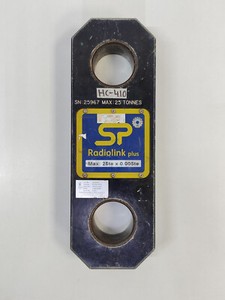 HC-410
SN:25967 MAX:25 TONNES
SP
Radiolink plus
Max: 25te x 0.005te